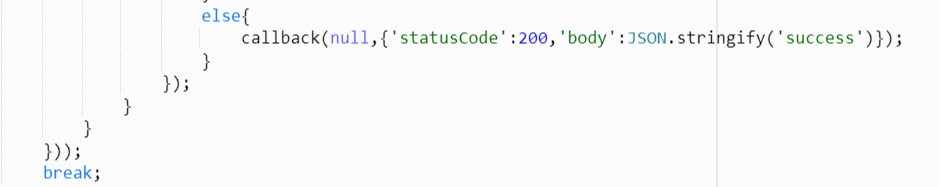 else{
callback(null,{'statusCode':200,'body':JSON.stringify('success')});
}
});
}
}
}));
break;